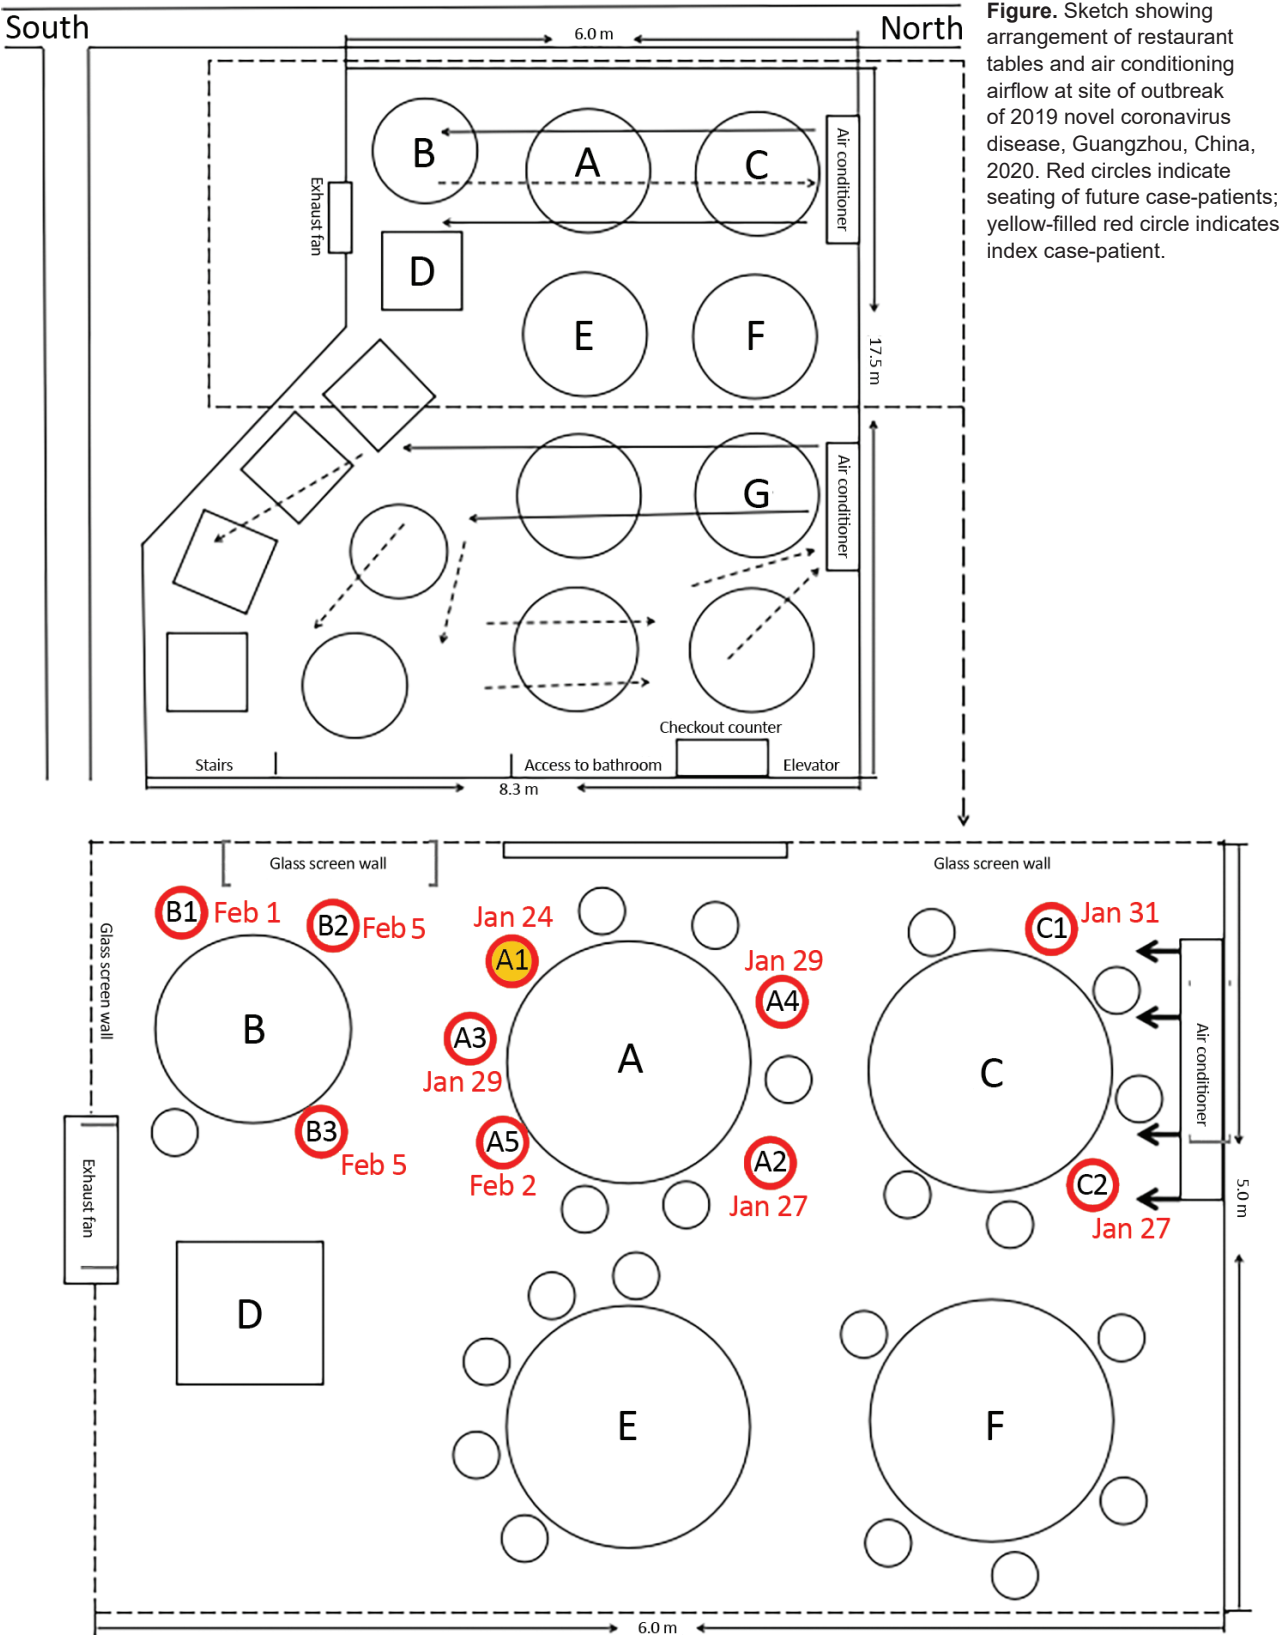 South
North
6.0 m
Figure. Sketch showing
arrangement of restaurant
tables and air conditioning
airflow at site of outbreak
of 2019 novel coronavirus
disease, Guangzhou, China,
2020. Red circles indicate
seating of future case-patients;
yellow-filled red circle indicates
index case-patient.
B
A
C
Air conditioner
Exhaust fan
D
E
F
17.5 m
G
Air conditioner
Checkout counter
Stairs
Access to bathroom
Elevator
8.3 m
Glass screen wall
Glass screen wall
Glass screen wall
B1 Feb 1
B2 Feb 5
Jan 24
A1
Jan 29
A4
C1 Jan 31
B
A3
Jan 29
A
C
Air conditioner
B3
Feb 5
A5
Feb 2
A2
Jan 27
C2
Jan 27
Exhaust fan
5.0 m
D
E
F
6.0 m